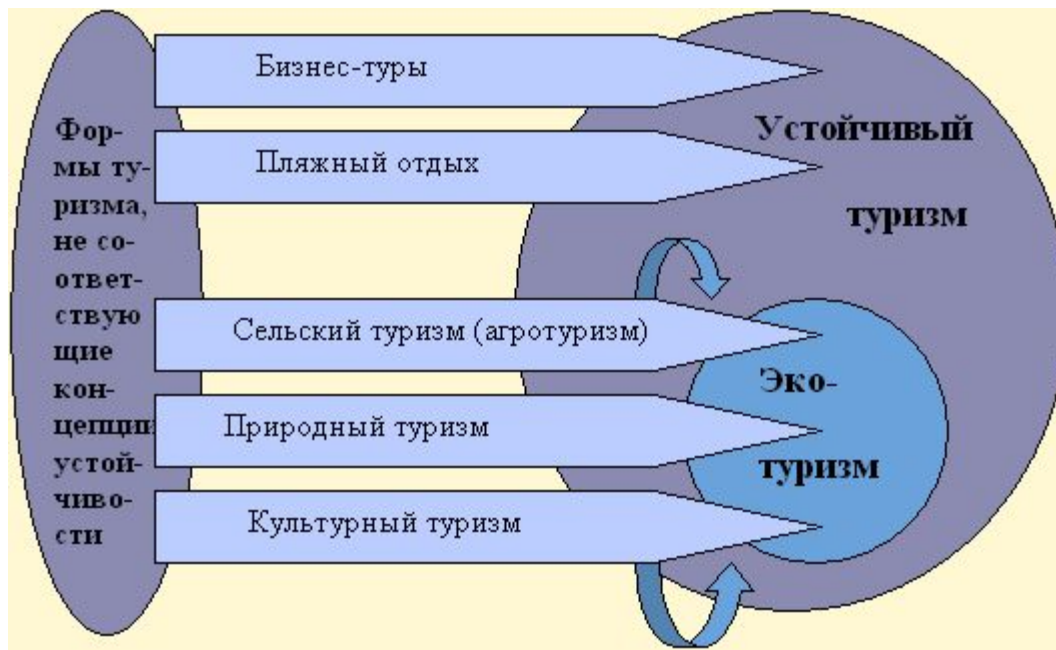 Бизнес-туры
Пляжный отдых
Сельский туризм (агротуризм)
Природный туризм
Культурный туризм
Фор-
мы ту-
ризма,
не со-
ответ-
ствую
щие
кон-
цепции
устой-
чиво-
сти
Устойчивый
туризм
Эко-
туризм